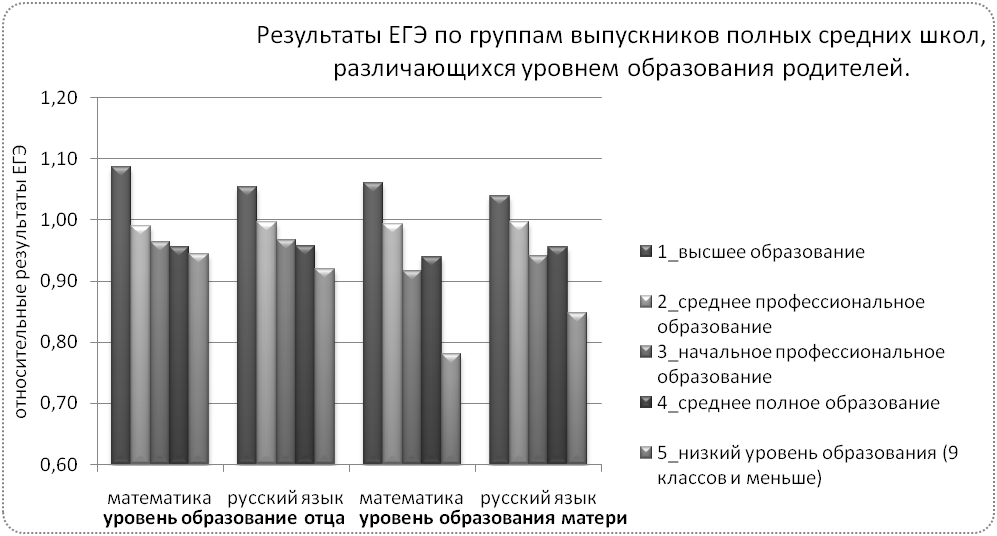 Результаты ЕГЭ по группам выпускников полных средних школ,
различающихся уровнем образования родителей.
относительные результаты ЕГЭ
1,20
1,10
1,00
0,90
0,80
0,70
0,60
математика русский язык математика русский язык
уровень образование отца уровень образования матери
1_высшее образование
2_среднее профессиональное
образование
3_начальное профессиональное
образование
4_среднее полное образование
5_низкий уровень образования (9
классов и меньше)